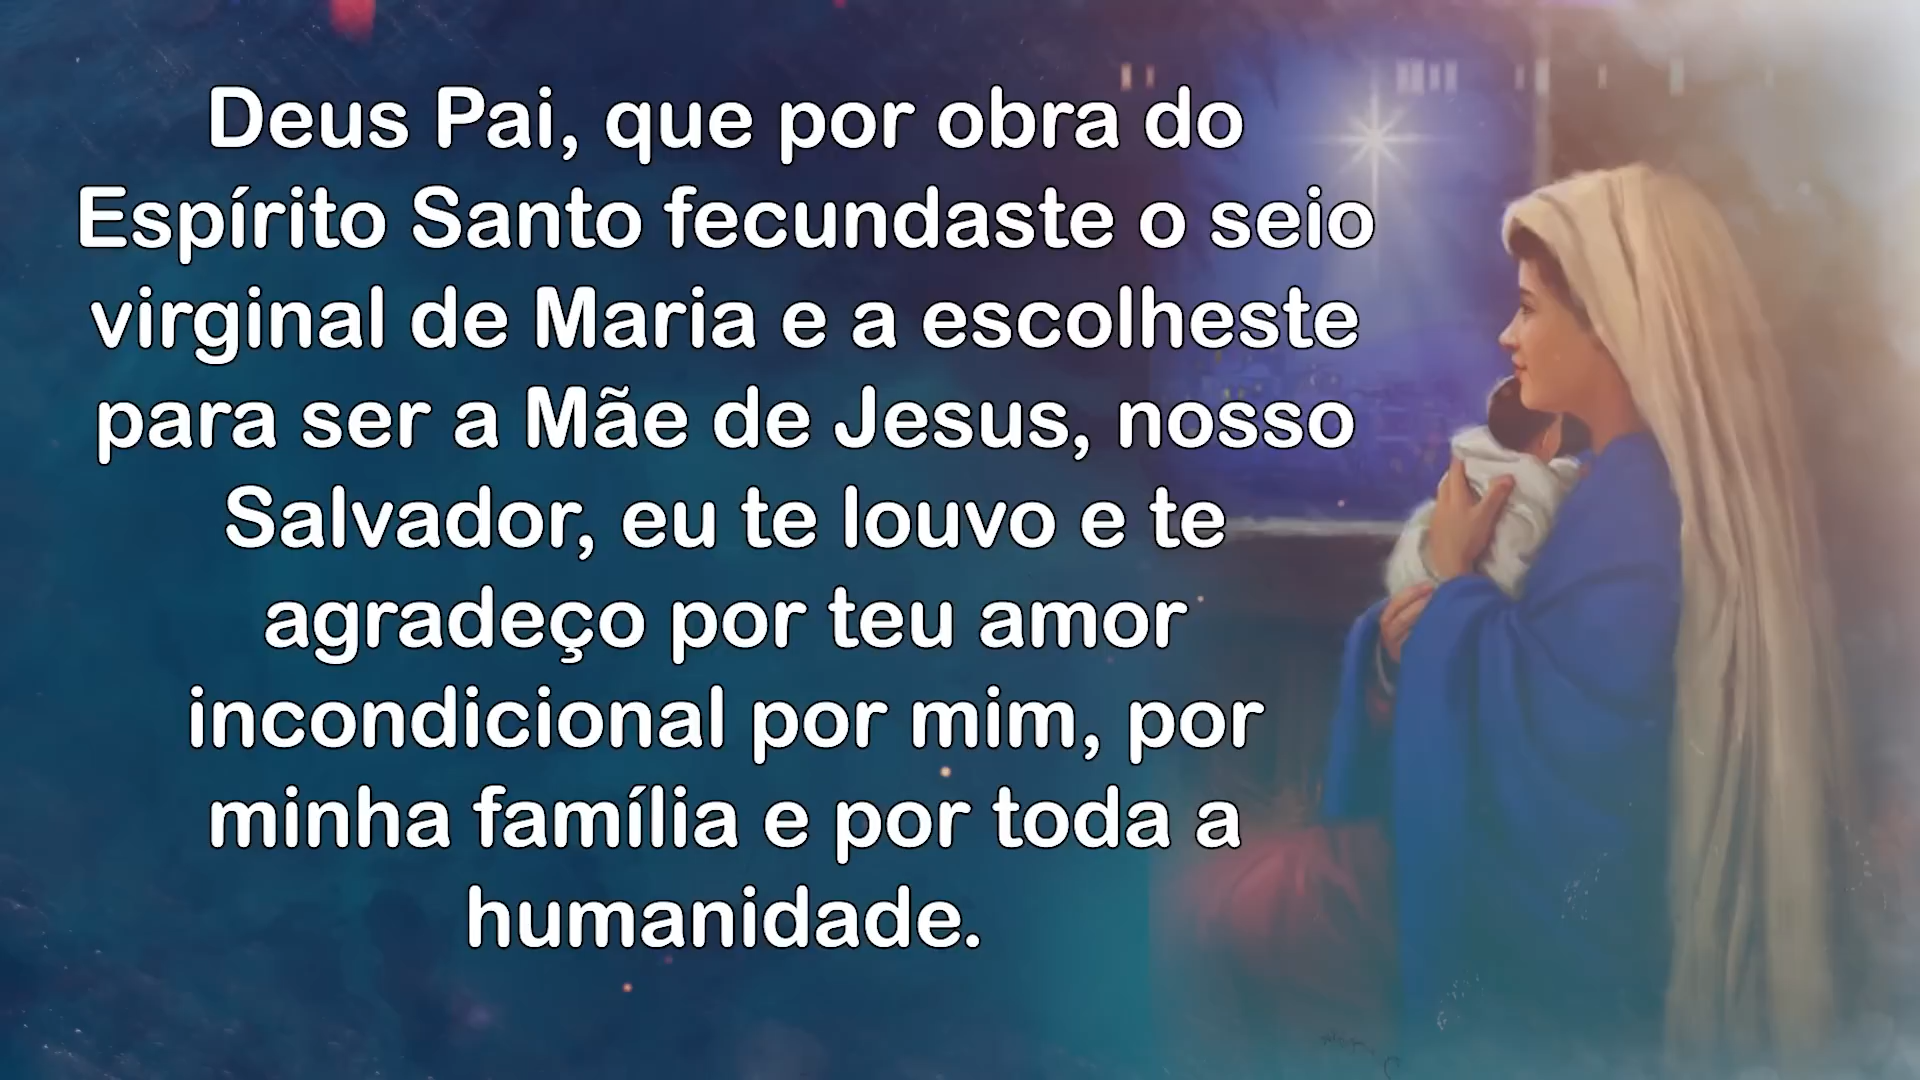 Deus Pai, que por obra do
Espírito Santo fecundaste o seio
virginal de Maria e a escolheste
para ser a Mãe de Jesus, nosso
Salvador, eu te louvo e te
agradeço por teu amor
incondicional por mim, por
minha família e por toda a
humanidade.